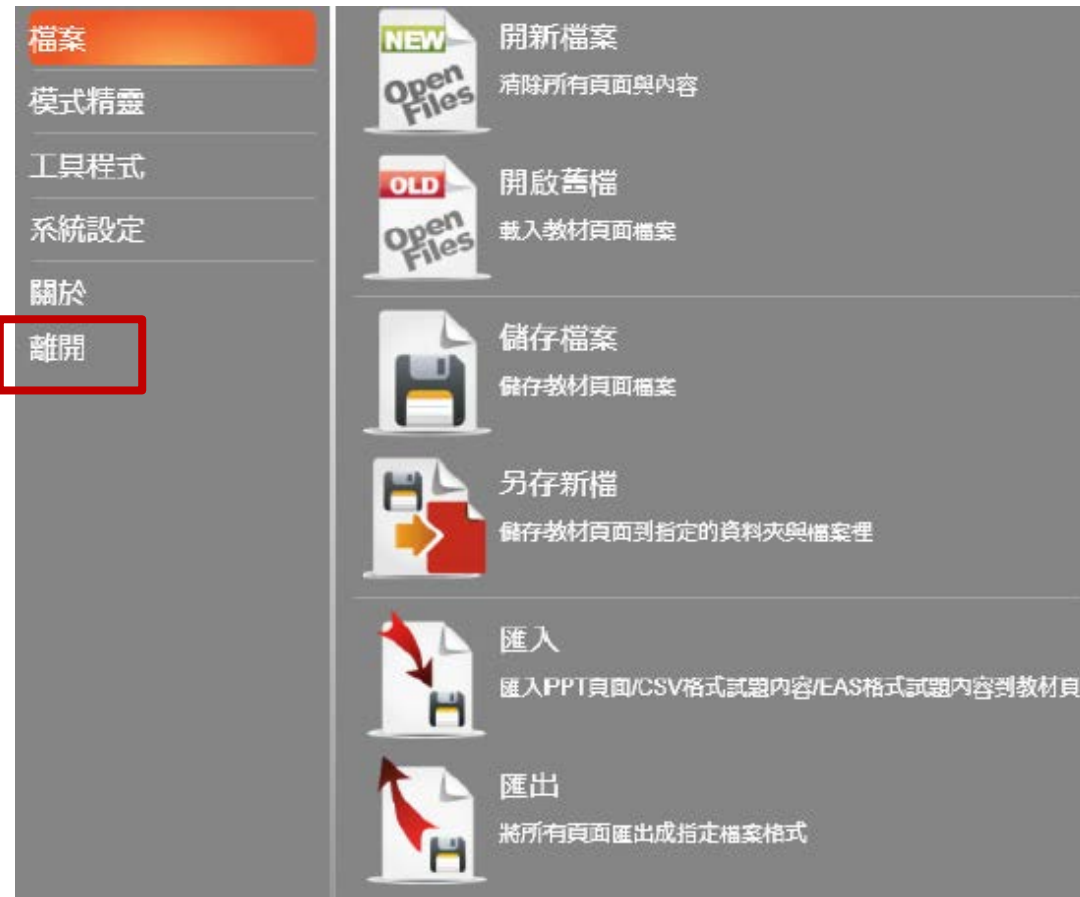 檔案
模式精靈
工具程式
系統設定
關於
離開
NEW
Open
Files
開新檔案
清除所有頁面與內容
OLD
Open
Files
開啟舊檔
載入教材頁面檔案
儲存檔案
儲存教材頁面檔案
另存新檔
儲存教材頁面到指定的資料夾與檔案裡
匯入
匯入PPT頁面/CSV格式試題內容/EAS格式試題內容到教材頁
匯出
將所有頁面匯出成指定檔案格式